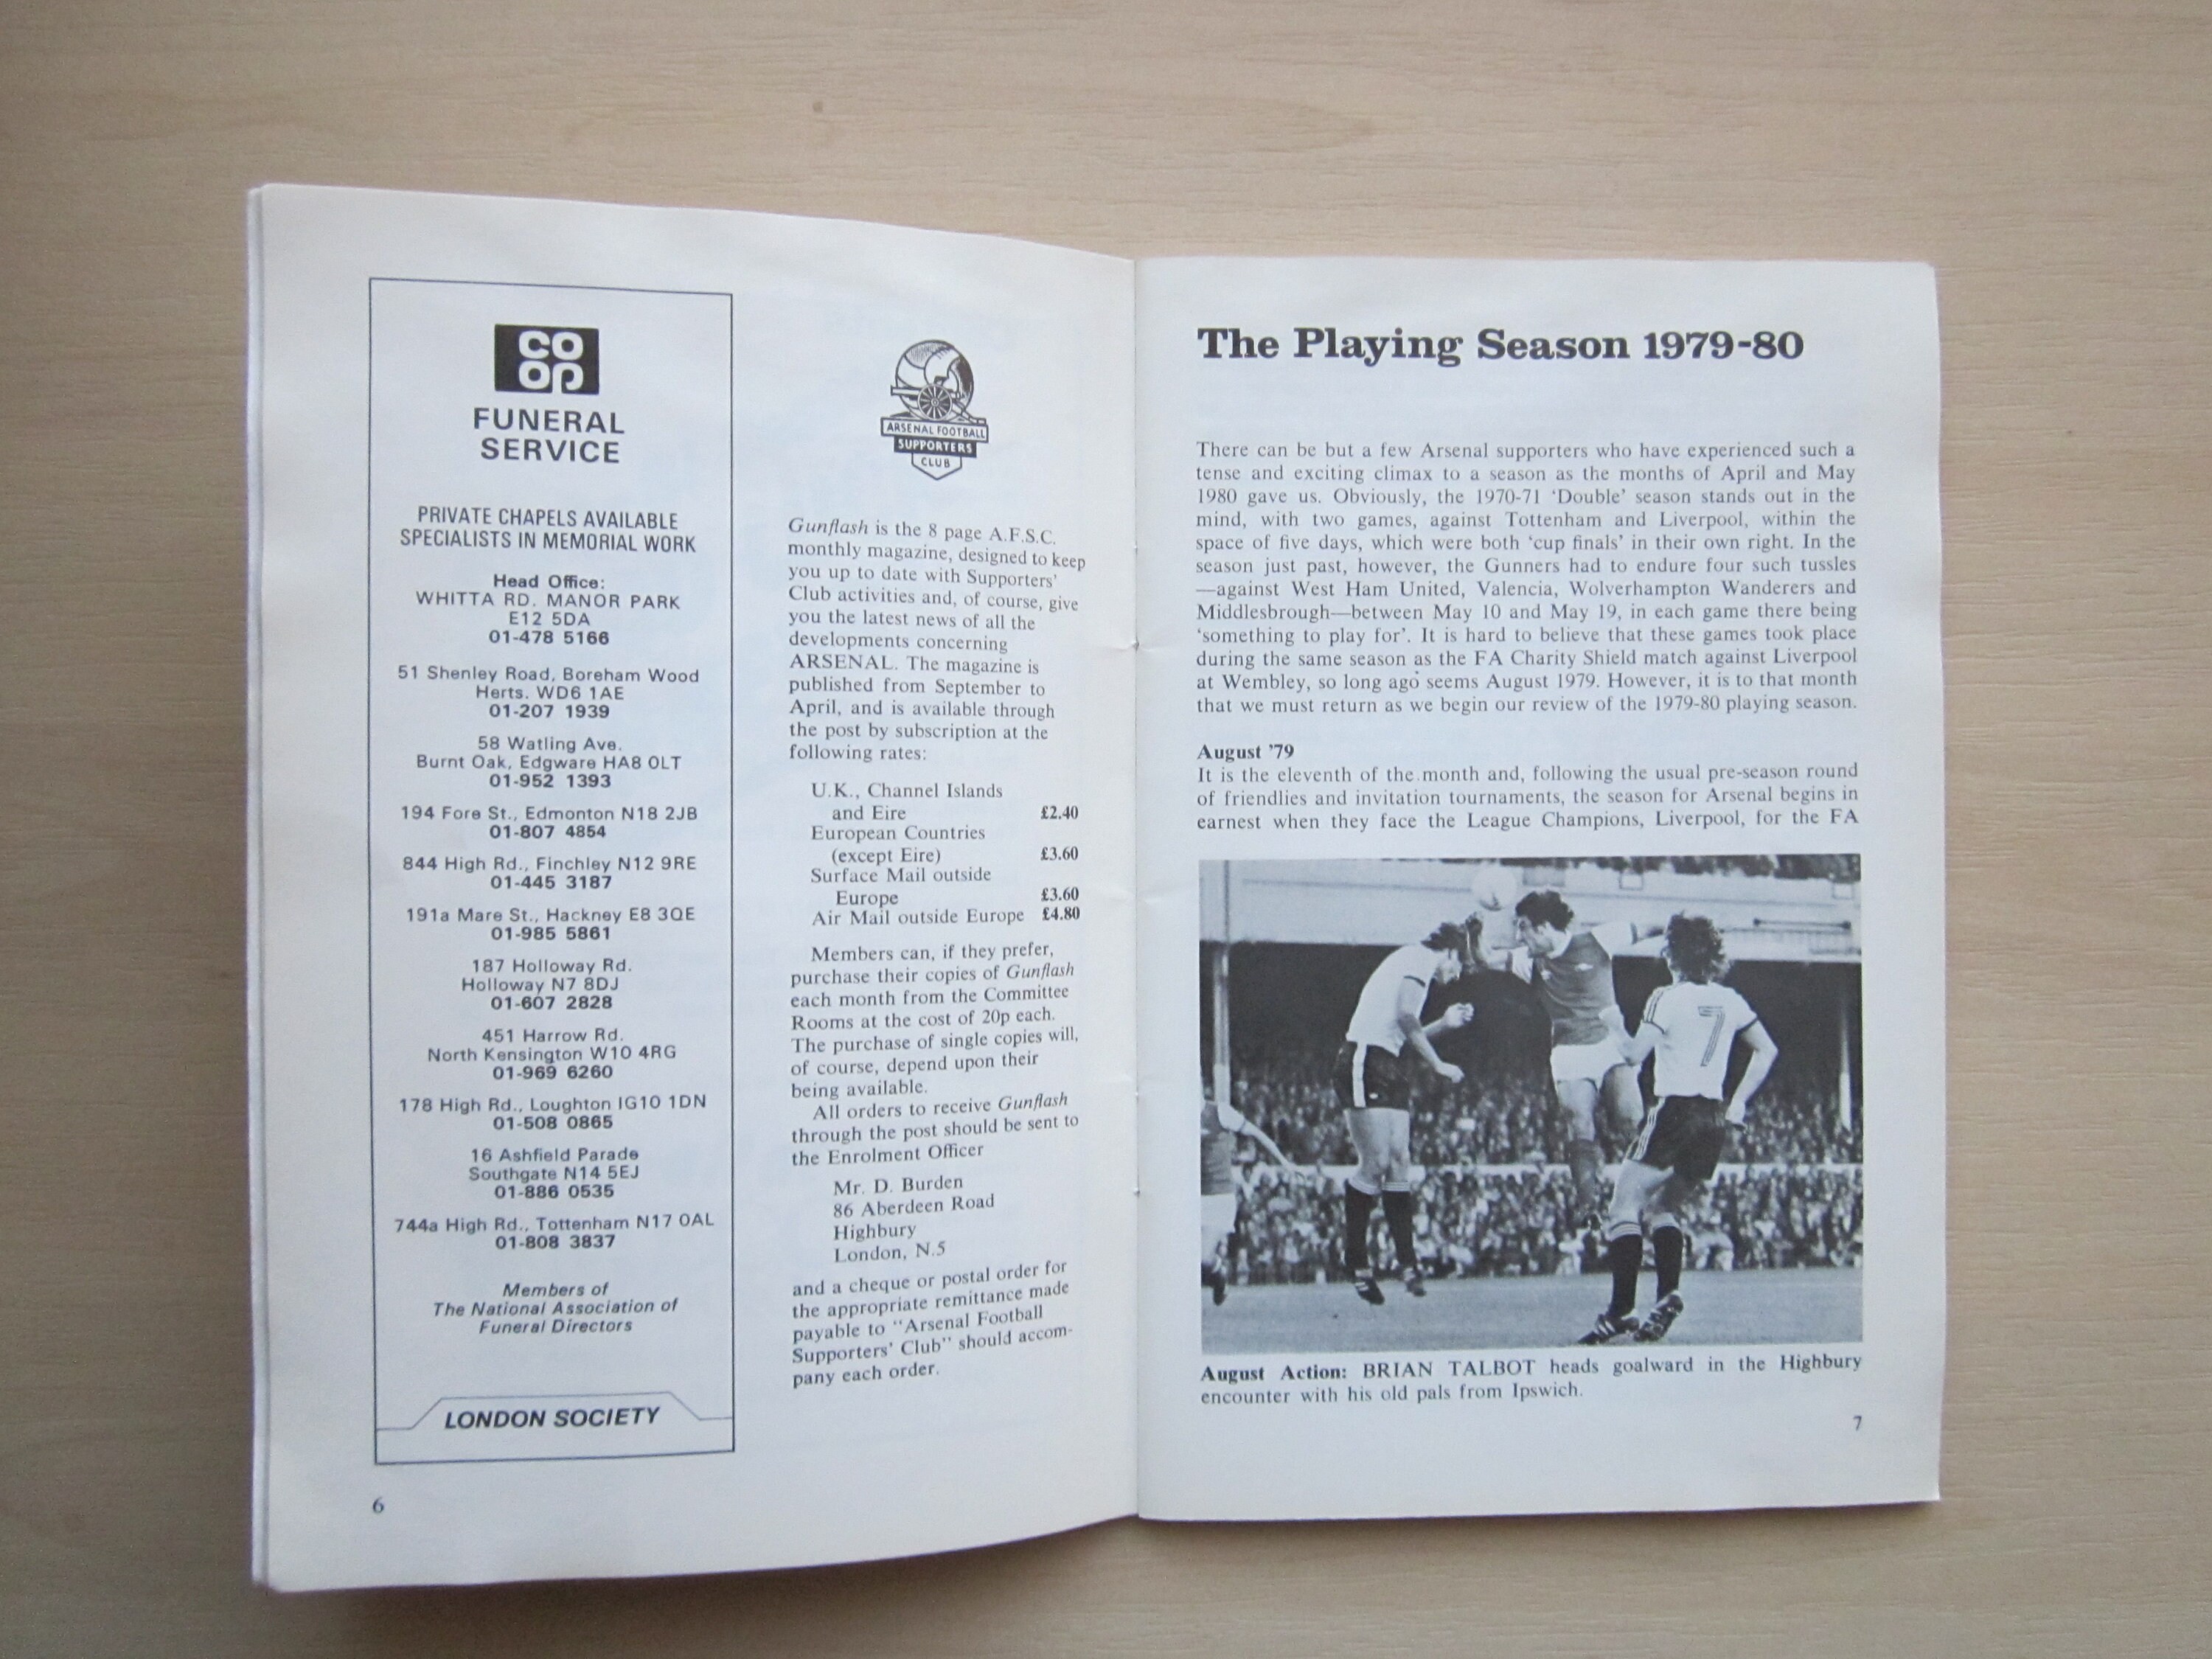 CO
OP
FUNERAL
SERVICE
PRIVATE CHAPELS AVAILABLE
SPECIALISTS IN MEMORIAL WORK
Head Office:
WHITTA RD. MANOR PARK
E12 5DA
01-478 5166
51 Shenley Road, Boreham Wood
Herts. WD6 1AE
01-207 1939
58 Watling Ave.
Burnt Oak, Edgware HA8 0LT
01-952 1393
194 Fore St., Edmonton N18 2JB
01-807 4854
844 High Rd., Finchley N12 9RE
01-445 3187
191a Mare St., Hackney E8 3QE
01-985 5861
187 Holloway Rd.
Holloway N7 8DJ
01-607 2828
451 Harrow Rd.
North Kensington W10 4RG
01-969 6260
178 High Rd., Loughton IG10 1DN
01-508 0865
16 Ashfield Parade
Southgate N14 5EJ
01-886 0535
744a High Rd., Tottenham N17 0AL
01-808 3837
Members of
The National Association of
Funeral Directors
LONDON SOCIETY
6
ARSENAL FOOTBALL
SUPPORTERS
CLUB
Gunflash is the 8 page A.F.S.C.
monthly magazine, designed to keep
you up to date with Supporters'
Club activities and, of course, give
you the latest news of all the
developments concerning
ARSENAL. The magazine is
published from September to
April, and is available through
the post by subscription at the
following rates:
U.K., Channel Islands
and Eire £2.40
European Countries
(except Eire) £3.60
Surface Mail outside
Europe £3.60
Air Mail outside Europe £4.80
Members can, if they prefer,
purchase their copies of Gunflash
each month from the Committee
Rooms at the cost of 20p each.
The purchase of single copies will,
of course, depend upon their
being available.
All orders to receive Gunflash
through the post should be sent to
the Enrolment Officer
Mr. D. Burden
86 Aberdeen Road
Highbury
London, N.5
and a cheque or postal order for
the appropriate remittance made
payable to "Arsenal Football
Supporters' Club" should accom-
pany each order.
The Playing Season 1979-80
There can be but a few Arsenal supporters who have experienced such a
tense and exciting climax to a season as the months of April and May
1980 gave us. Obviously, the 1970-71 'Double' season stands out in the
mind, with two games, against Tottenham and Liverpool, within the
space of five days, which were both 'cup finals' in their own right. In the
season just past, however, the Gunners had to endure four such tussles
—against West Ham United, Valencia, Wolverhampton Wanderers and
Middlesbrough—between May 10 and May 19, in each game there being
'something to play for'. It is hard to believe that these games took place
during the same season as the FA Charity Shield match against Liverpool
at Wembley, so long ago seems August 1979. However, it is to that month
that we must return as we begin our review of the 1979-80 playing season.
August '79
It is the eleventh of the month and, following the usual pre-season round
of friendlies and invitation tournaments, the season for Arsenal begins in
earnest when they face the League Champions, Liverpool, for the FA
7
August Action: BRIAN TALBOT heads goalward in the Highbury
encounter with his old pals from Ipswich.
7